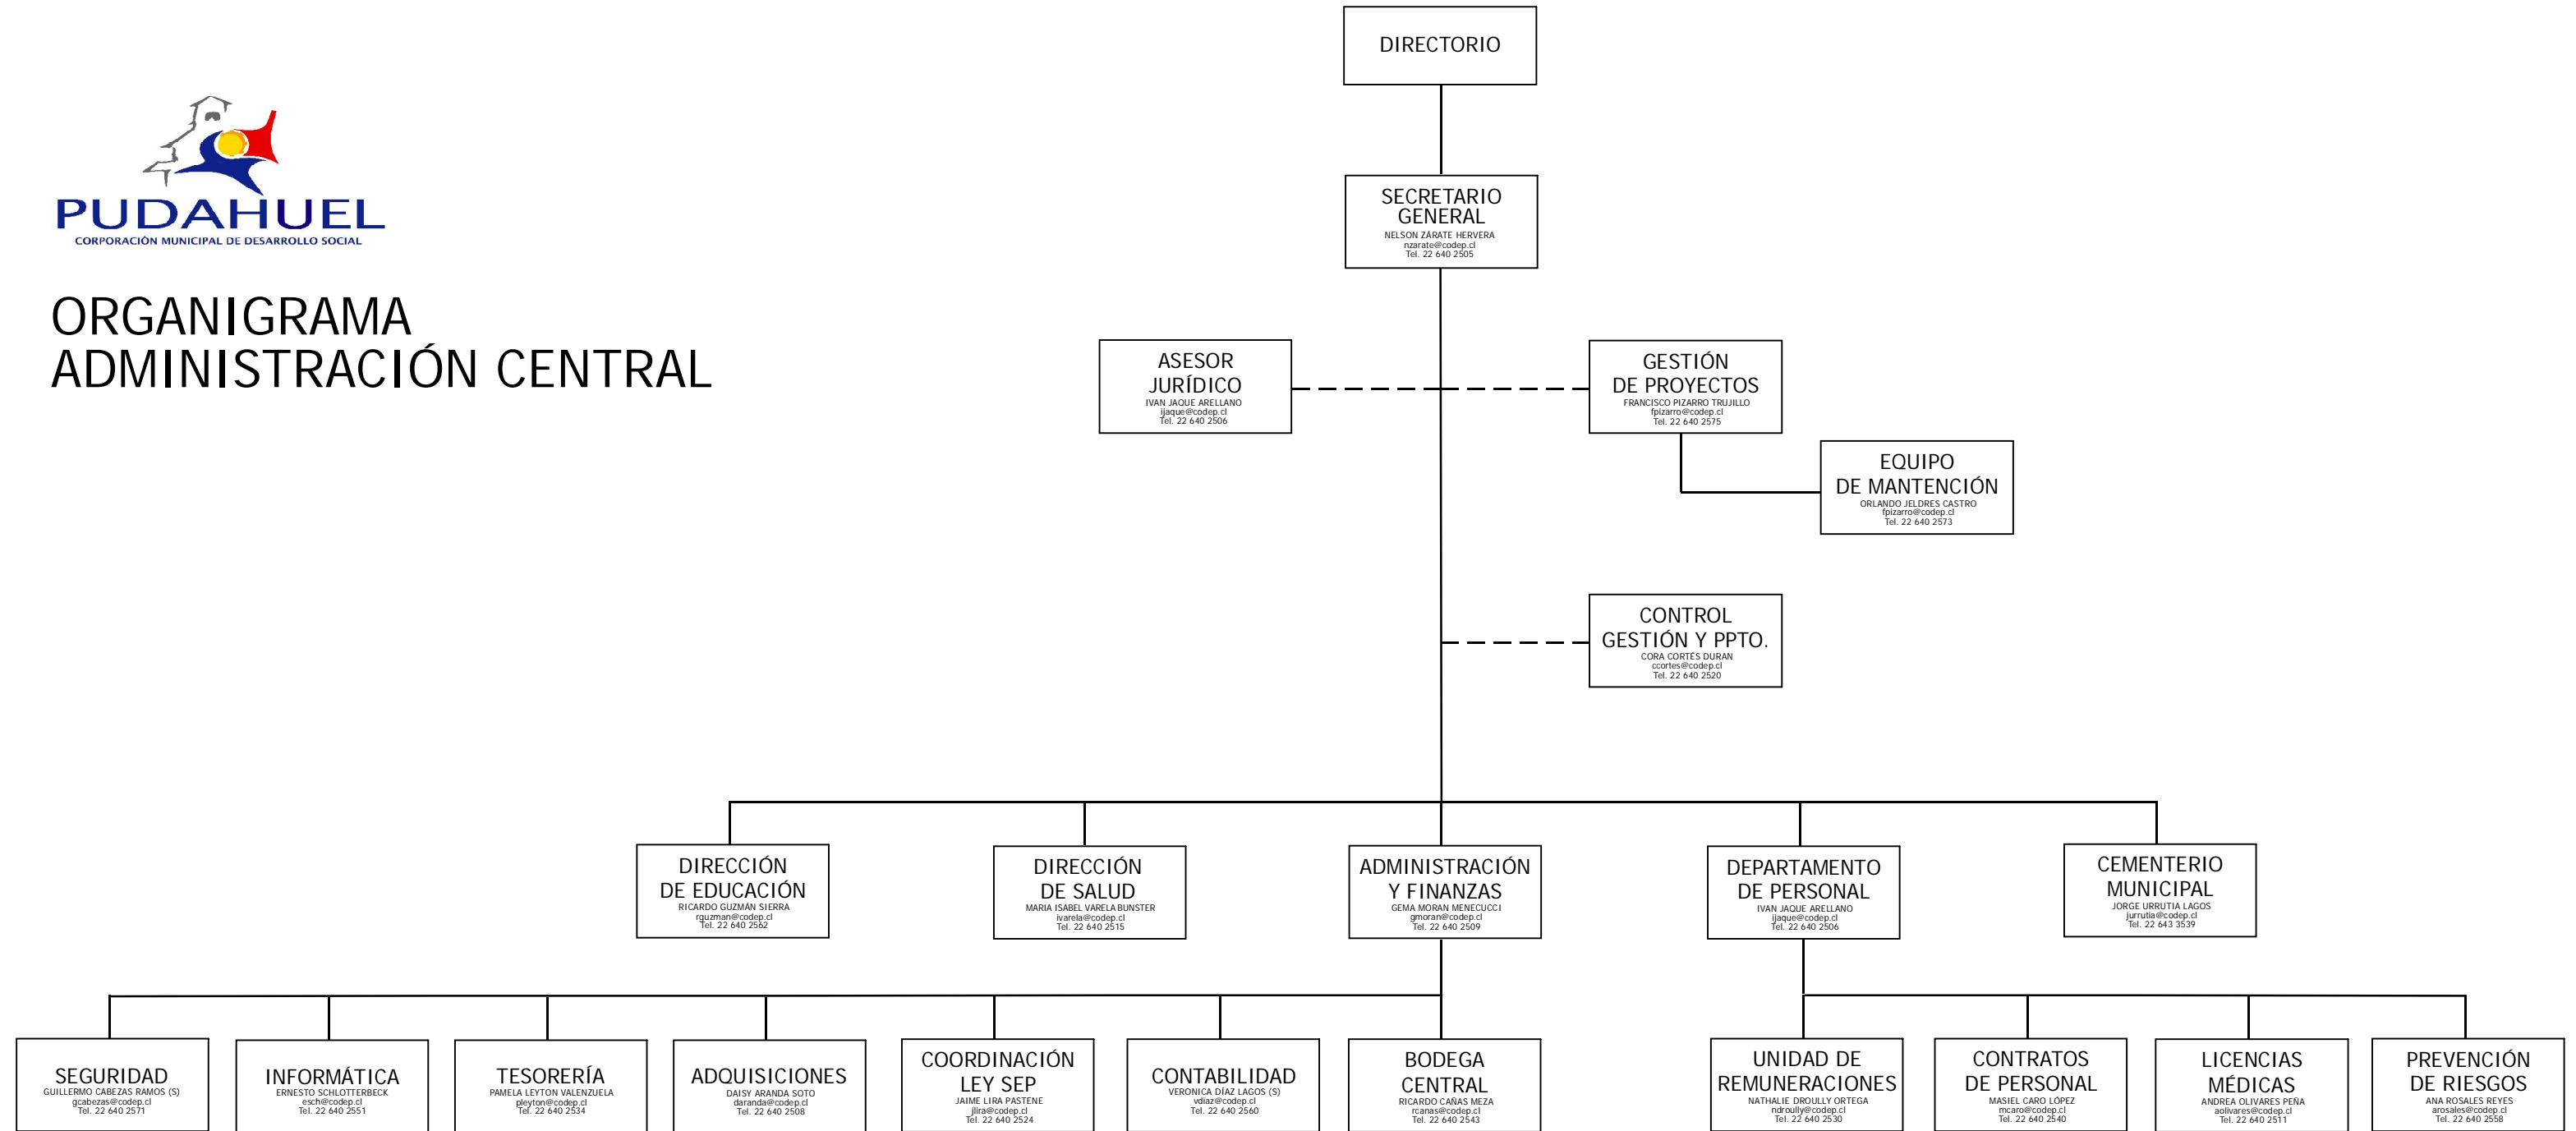 DIRECTORIO
PUDAHUEL
CORPORACIÓN MUNICIPAL DE DESARROLLO SOCIAL
ORGANIGRAMA
ADMINISTRACIÓN CENTRAL
SECRETARIO
GENERAL
NELSON ZÁRATE HERVERA
nzarate@codep.cl
Tel. 22 640 2505
ASESOR
JURÍDICO
IVAN JAQUE ARELLANO
ijaque@codep.cl
Tel. 22 640 2506
GESTIÓN
DE PROYECTOS
FRANCISCO PIZARRO TRUJILLO
fpizarro@codep.cl
Tel. 22 640 2575
EQUIPO
DE MANTENCIÓN
ORLANDO JELDRES CASTRO
fpizarro@codep.cl
Tel. 22 640 2573
CONTROL
GESTIÓN Y PPTO.
CORA CORTÉS DURAN
ccortes@codep.cl
Tel. 22 640 2520
DIRECCIÓN
DE EDUCACIÓN
RICARDO GUZMÁN SIERRA
rguzman@codep.cl
Tel. 22 640 2562
DIRECCIÓN
DE SALUD
MARIA ISABEL VARELA BUNSTER
ivarela@codep.cl
Tel. 22 640 2515
ADMINISTRACIÓN
Y FINANZAS
GEMA MORAN MENECUCCI
gmoran@codep.cl
Tel. 22 640 2509
DEPARTAMENTO
DE PERSONAL
IVAN JAQUE ARELLANO
ijaque@codep.cl
Tel. 22 640 2506
CEMENTERIO
MUNICIPAL
JORGE URRUTIA LAGOS
jurrutia@codep.cl
Tel. 22 643 3539
SEGURIDAD
GUILLERMO CABEZAS RAMOS (S)
gcabezas@codep.cl
Tel. 22 640 2571
INFORMÁTICA
ERNESTO SCHLOTTERBECK
esch@codep.cl
Tel. 22 640 2551
TESORERÍA
PAMELA LEYTON VALENZUELA
pleyton@codep.cl
Tel. 22 640 2534
ADQUISICIONES
DAISY ARANDA SOTO
daranda@codep.cl
Tel. 22 640 2508
COORDINACIÓN
LEY SEP
JAIME LIRA PASTENE
jlira@codep.cl
Tel. 22 640 2524
CONTABILIDAD
VERONICA DÍAZ LAGOS (S)
vdiaz@codep.cl
Tel. 22 640 2560
BODEGA
CENTRAL
RICARDO CAÑAS MEZA
rcanas@codep.cl
Tel. 22 640 2543
UNIDAD DE
REMUNERACIONES
NATHALIE DROULLY ORTEGA
ndroully@codep.cl
Tel. 22 640 2530
CONTRATOS
DE PERSONAL
MASIEL CARO LÓPEZ
mcaro@codep.cl
Tel. 22 640 2540
LICENCIAS
MÉDICAS
ANDREA OLIVARES PEÑA
aolivares@codep.cl
Tel. 22 640 2511
PREVENCIÓN
DE RIESGOS
ANA ROSALES REYES
arosales@codep.cl
Tel. 22 640 2558